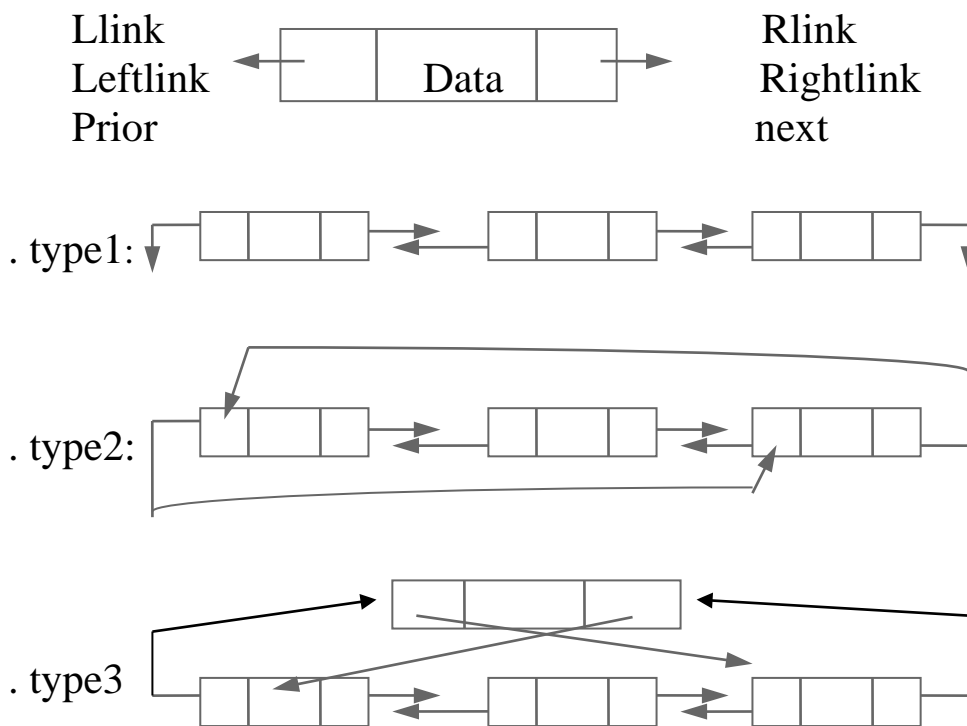 Llink Rlink
Leftlink Data Rightlink
Prior next
. type1:
. type2:
. type3